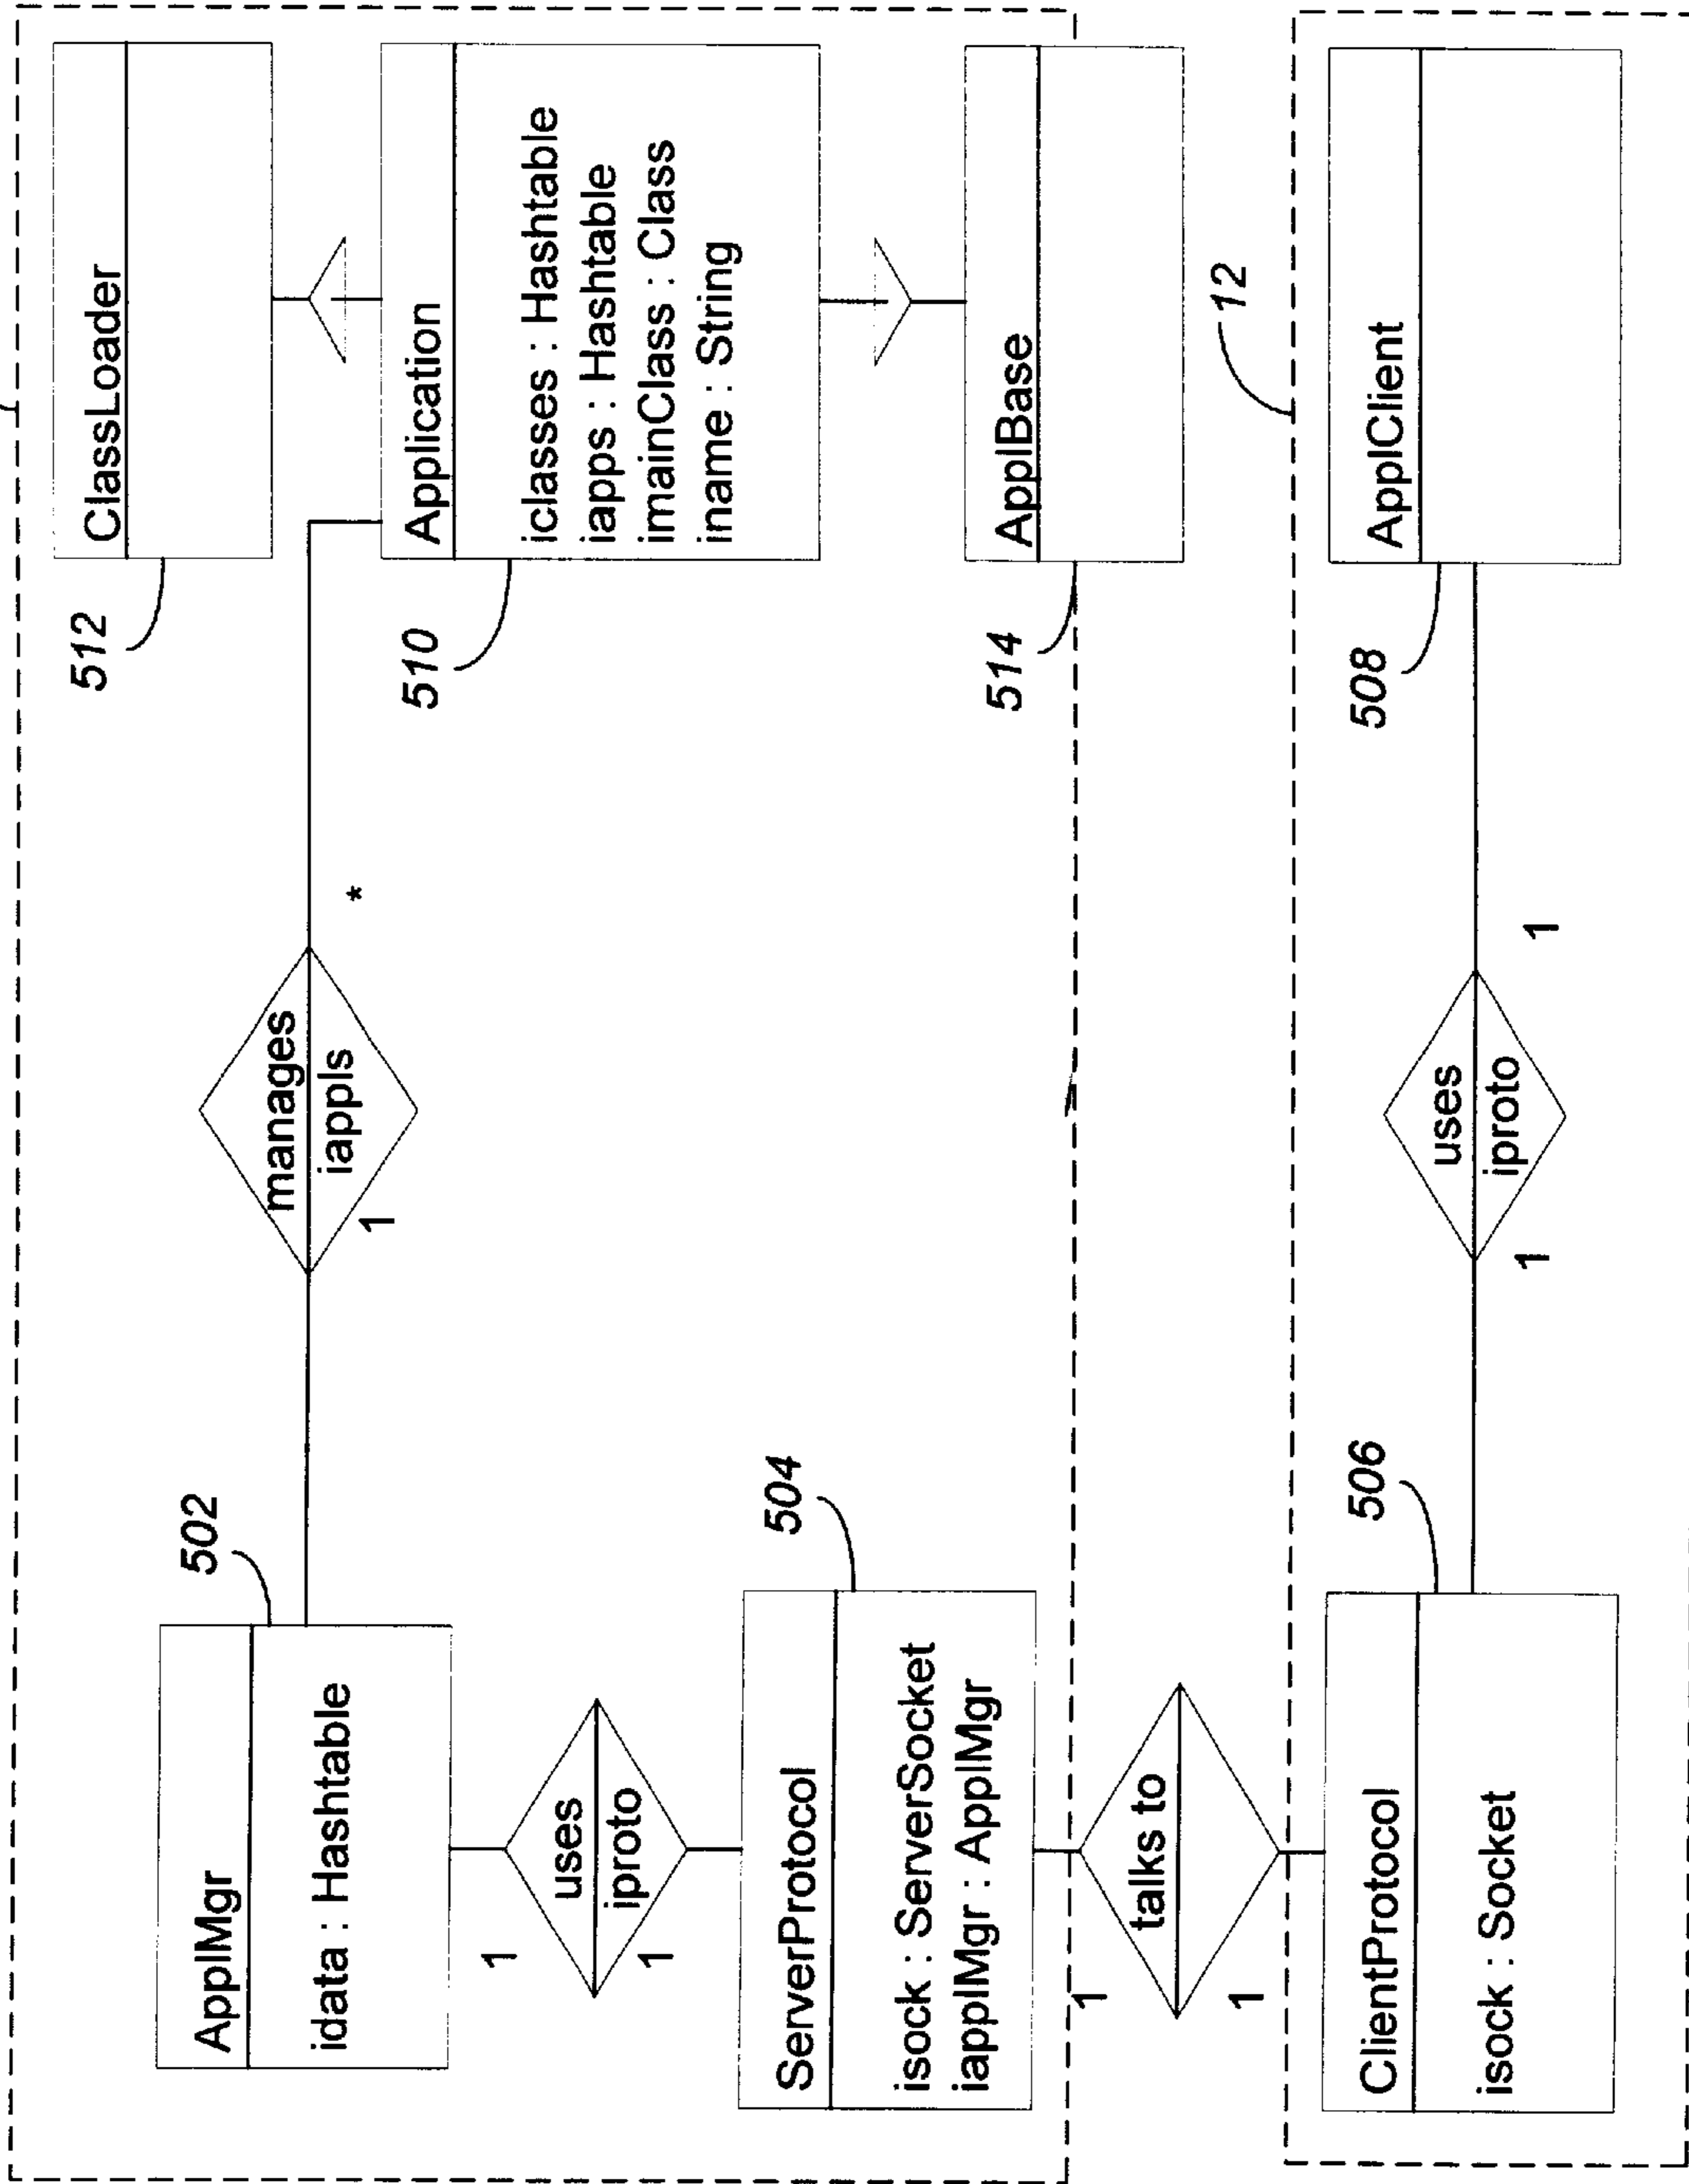 502
ApplMgr
idata : Hashtable
manages
iappls
1
*
512
ClassLoader
510
Application
iclasses : Hashtable
iapps : Hashtable
imainClass : Class
iname : String
uses
iproto
1
1
504
ServerProtocol
isock : ServerSocket
iapplMgr : ApplMgr
514
ApplBase
talks to
1
1
12
506
ClientProtocol
isock : Socket
uses
iproto
1
1
508
ApplClient